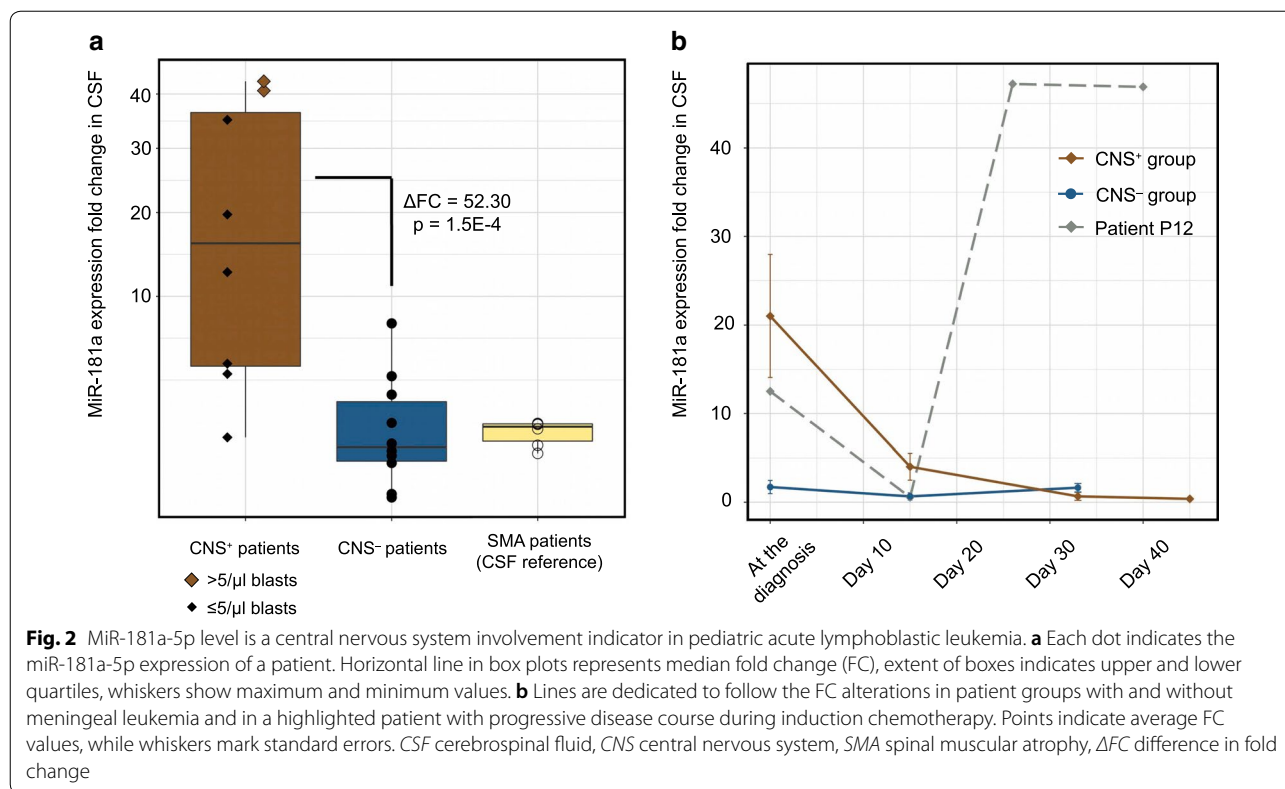 a
MiR-181a expression fold change in CSF
40
30
20
10
ΔFC = 52.30
p = 1.5E-4
CNS⁺ patients
CNS⁻ patients
SMA patients
(CSF reference)
>5/µl blasts
≤5/µl blasts
b
MiR-181a expression fold change in CSF
40
30
20
10
0
CNS⁺ group
CNS⁻ group
Patient P12
At the
diagnosis
Day 10
Day 20
Day 30
Day 40
Fig. 2 MiR-181a-5p level is a central nervous system involvement indicator in pediatric acute lymphoblastic leukemia. a Each dot indicates the
miR-181a-5p expression of a patient. Horizontal line in box plots represents median fold change (FC), extent of boxes indicates upper and lower
quartiles, whiskers show maximum and minimum values. b Lines are dedicated to follow the FC alterations in patient groups with and without
meningeal leukemia and in a highlighted patient with progressive disease course during induction chemotherapy. Points indicate average FC
values, while whiskers mark standard errors. CSF cerebrospinal fluid, CNS central nervous system, SMA spinal muscular atrophy, ΔFC difference in fold
change